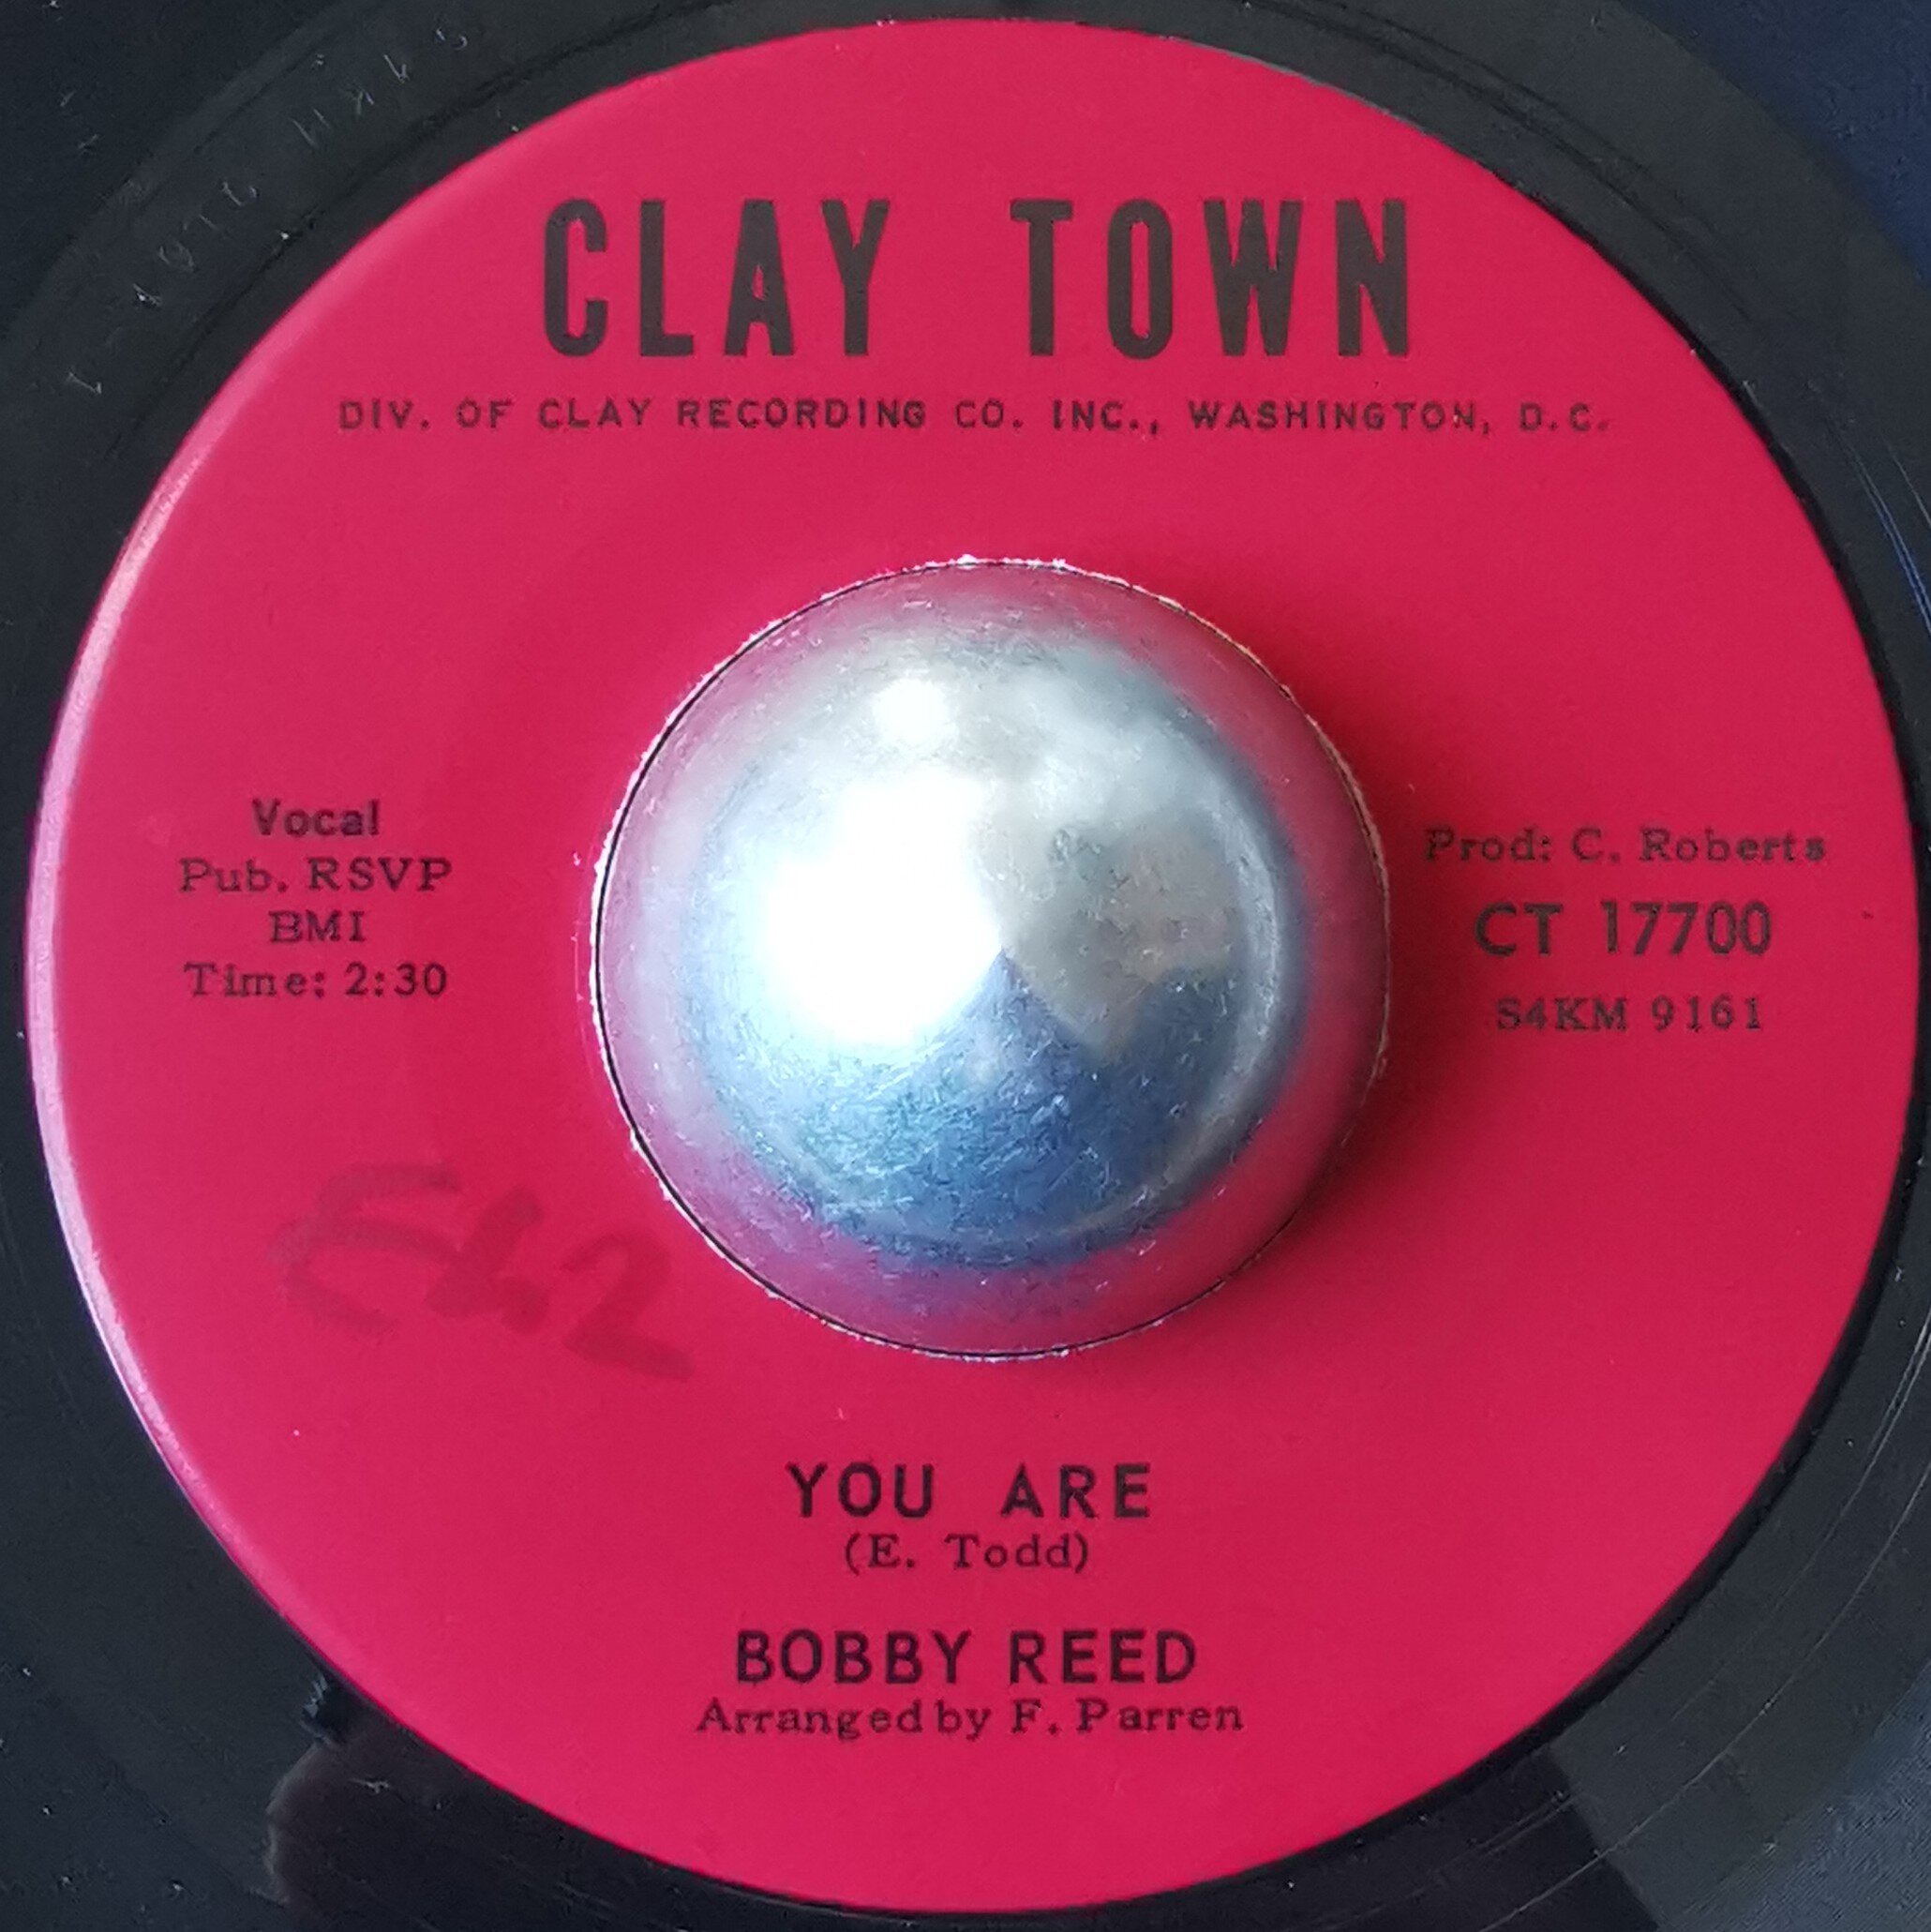 CLAY TOWN
DIV. OF CLAY RECORDING CO. INC., WASHINGTON, D.C.
Vocal
Pub. RSVP
BMI
Time: 2:30
Prod: C. Roberts
CT 17700
S4KM 9161
YOU ARE
(E. Todd)
BOBBY REED
Arranged by F. Parren